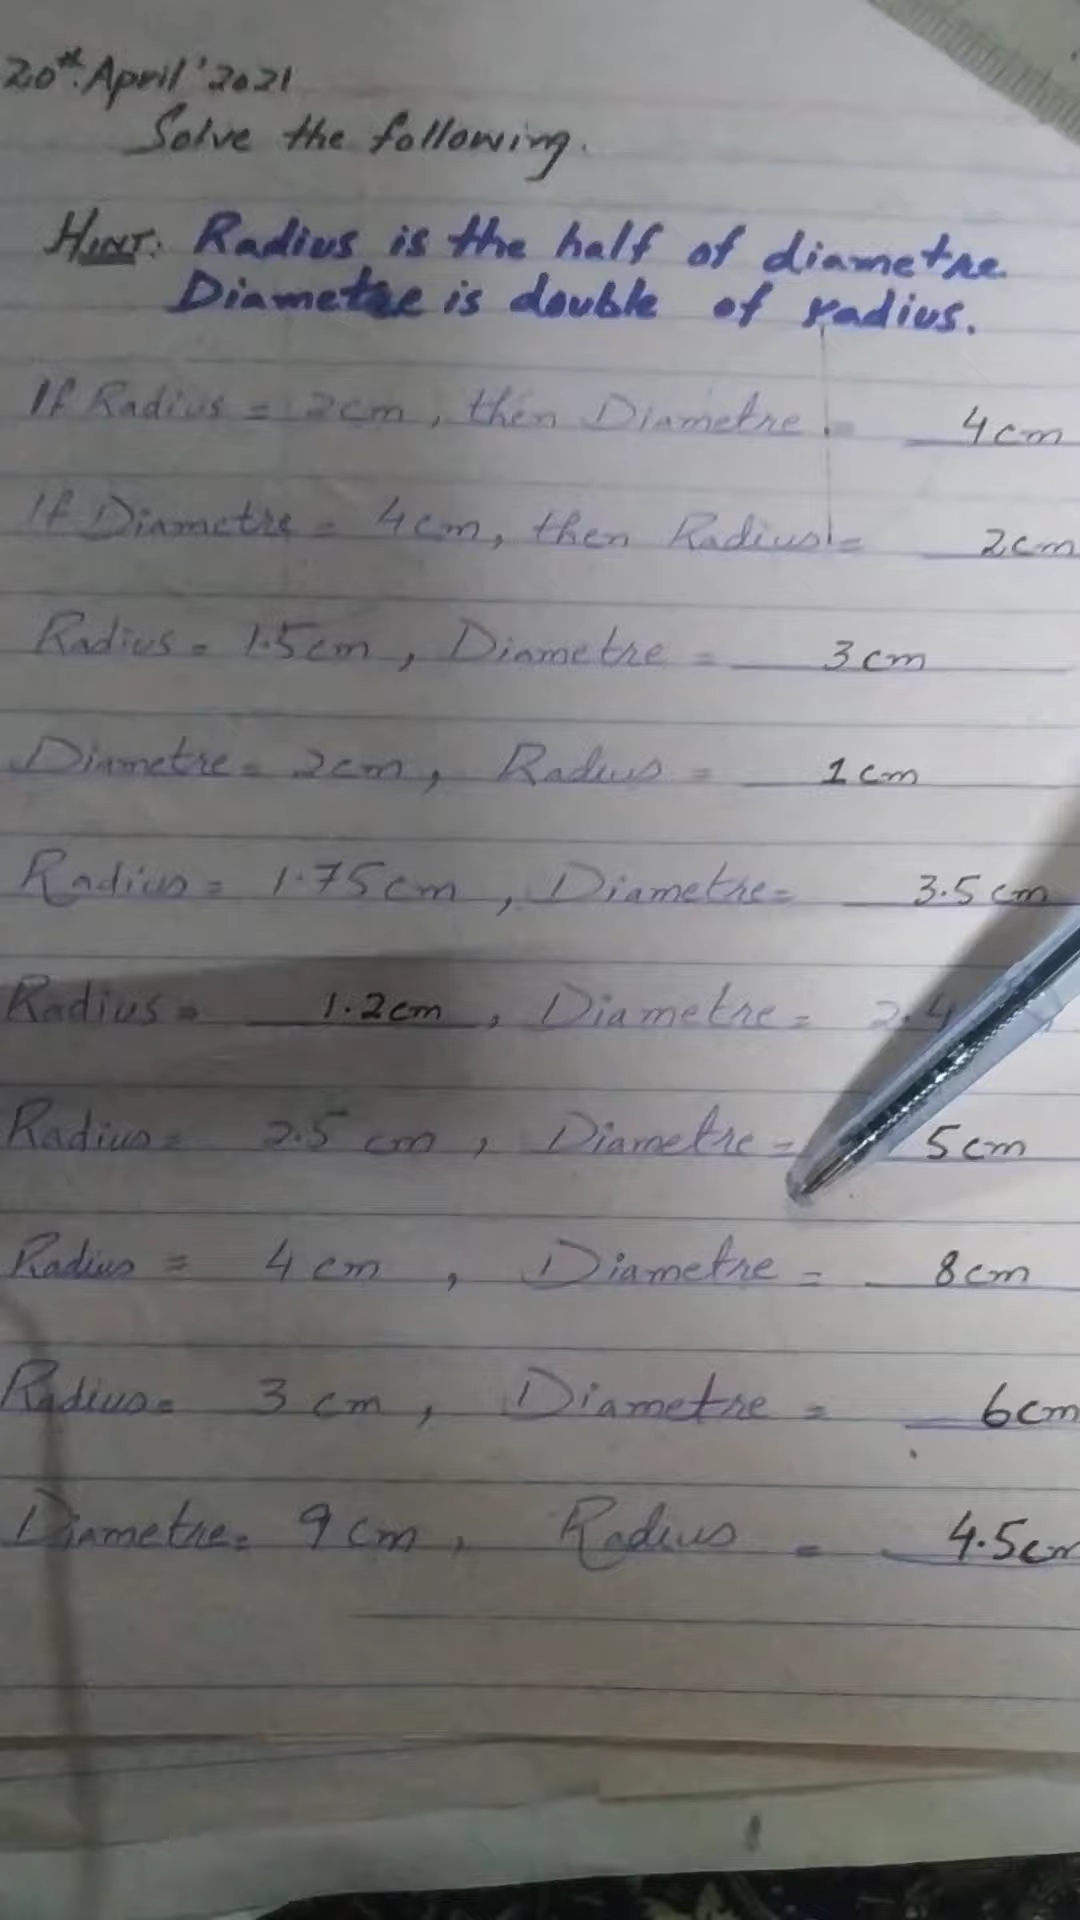 20th April' 2021
Solve the following.
HINT: Radius is the half of diametre.
Diametre is double of radius.
If Radius = 2cm, then Diametre = 4cm
If Diametre = 4cm, then Radius = 2cm
Radius = 1.5cm, Diametre = 3cm
Diametre = 2cm, Radius = 1cm
Radius = 1.75cm, Diametre = 3.5cm
Radius = 1.2cm, Diametre = 2.4
Radius = 2.5cm, Diametre = 5cm
Radius = 4cm, Diametre = 8cm
Radius = 3cm, Diametre = 6cm
Diametre = 9cm, Radius = 4.5cm